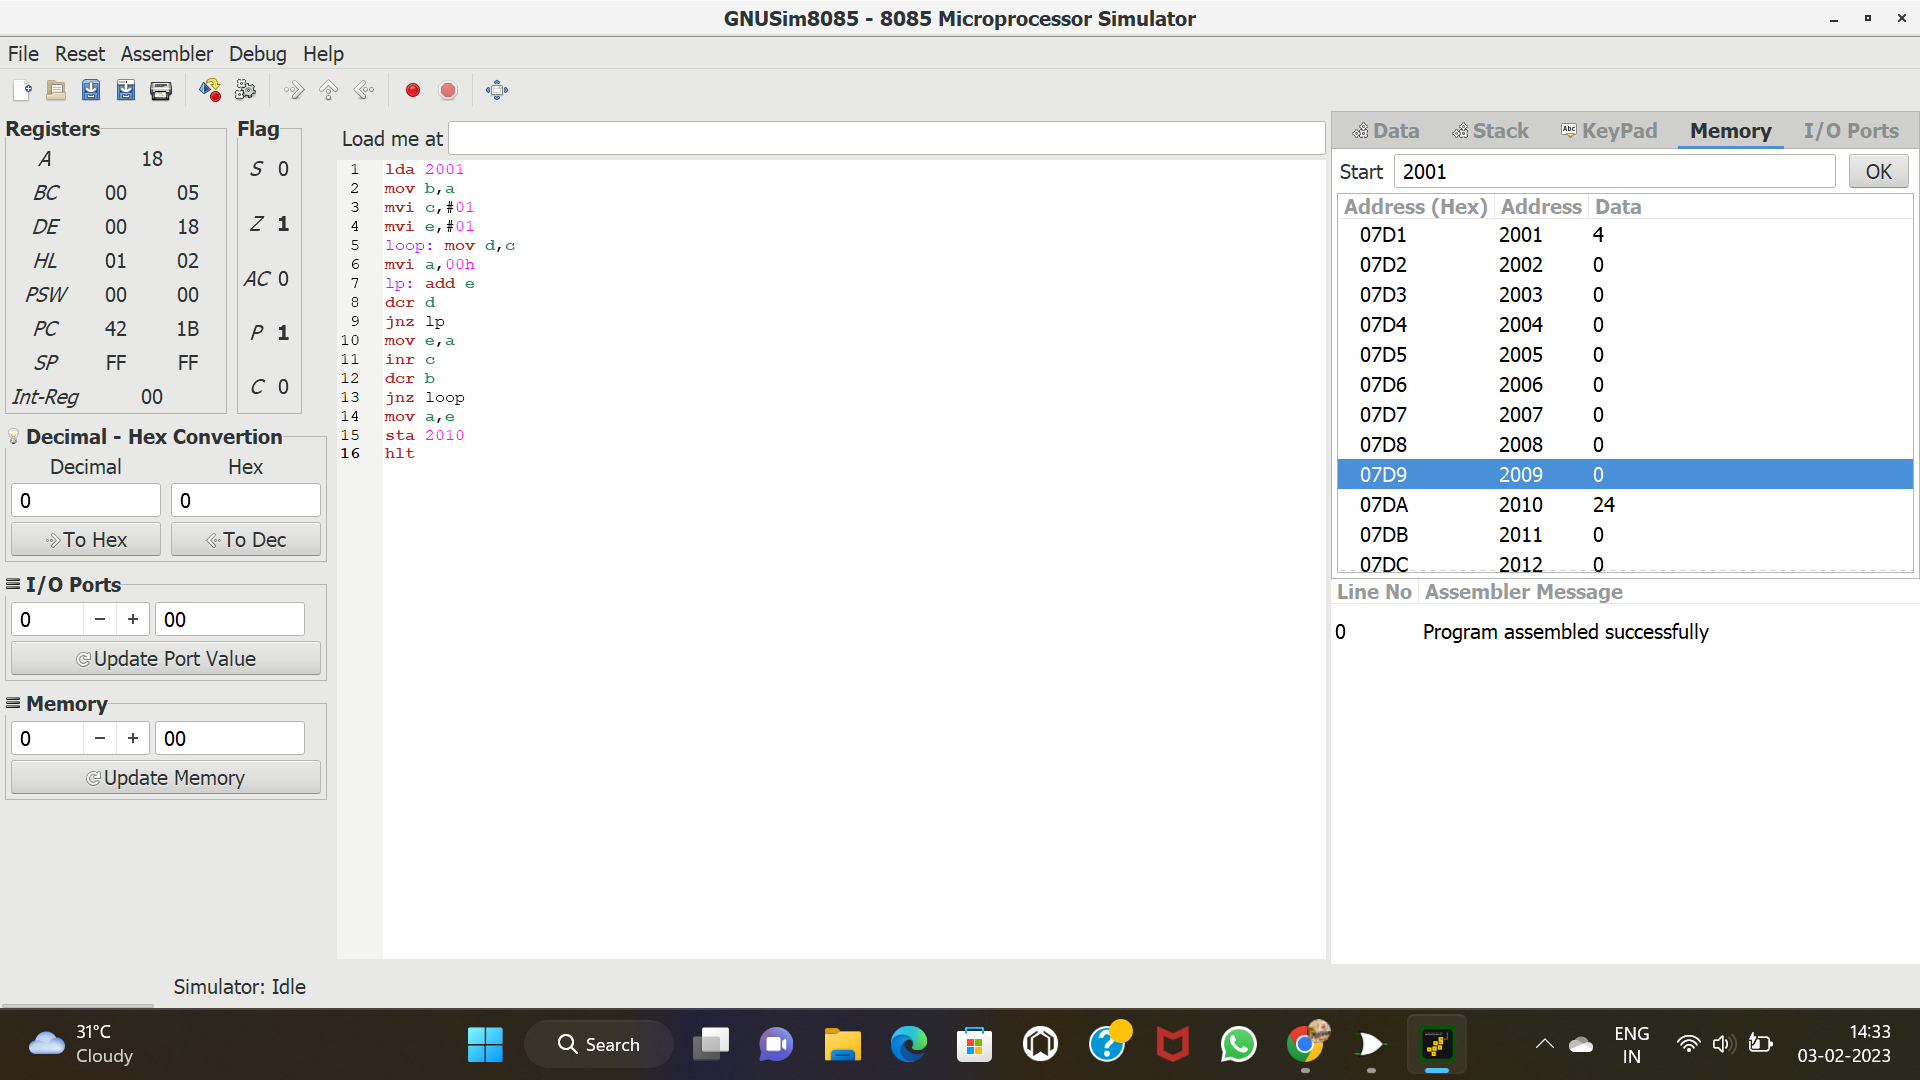 GNUSim8085 - 8085 Microprocessor Simulator
File Reset Assembler Debug Help
Registers
A 18
BC 00 05
DE 00 18
HL 01 02
PSW 00 00
PC 42 1B
SP FF FF
Int-Reg 00
Flag
S 0
Z 1
AC 0
P 1
C 0
Decimal - Hex Convertion
Decimal Hex
0 0
To Hex To Dec
I/O Ports
0 − + 00
Update Port Value
Memory
0 − + 00
Update Memory
Simulator: Idle
Load me at
1 lda 2001
2 mov b,a
3 mvi c,#01
4 mvi e,#01
5 loop: mov d,c
6 mvi a,00h
7 lp: add e
8 dcr d
9 jnz lp
10 mov e,a
11 inr c
12 dcr b
13 jnz loop
14 mov a,e
15 sta 2010
16 hlt
Data Stack Abc KeyPad Memory I/O Ports
Start 2001 OK
Address (Hex) Address Data
07D1 2001 4
07D2 2002 0
07D3 2003 0
07D4 2004 0
07D5 2005 0
07D6 2006 0
07D7 2007 0
07D8 2008 0
07D9 2009 0
07DA 2010 24
07DB 2011 0
07DC 2012 0
Line No Assembler Message
0 Program assembled successfully
31°C
Cloudy
Search
ENG
IN
14:33
03-02-2023